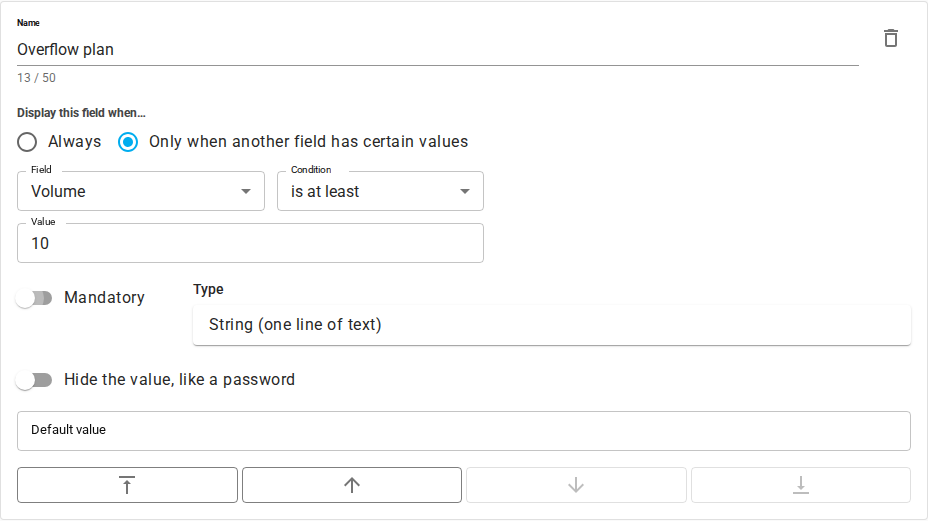 Name
Overflow plan
13 / 50
Display this field when...
Always
Only when another field has certain values
Field
Volume
Condition
is at least
Value
10
Mandatory
Type
String (one line of text)
Hide the value, like a password
Default value